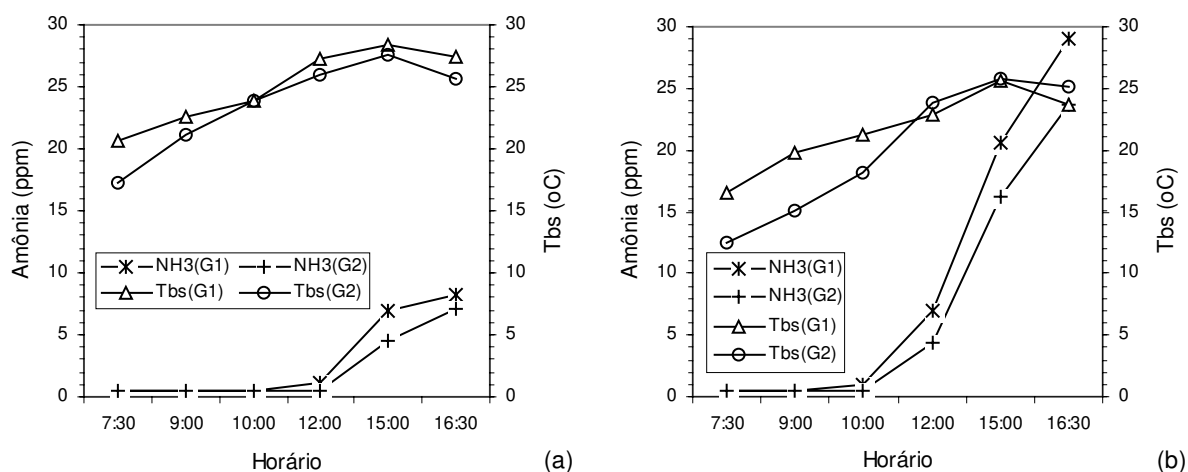 30
25
20
15
10
5
0
Amônia (ppm)
30
25
20
15
10
5
0
Tbs (oC)
NH3(G1) NH3(G2)
Tbs(G1) Tbs(G2)
7:30 9:00 10:00 12:00 15:00 16:30
Horário
(a)
30
25
20
15
10
5
0
Amônia (ppm)
30
25
20
15
10
5
0
Tbs (oC)
NH3(G1)
NH3(G2)
Tbs(G1)
Tbs(G2)
7:30 9:00 10:00 12:00 15:00 16:30
Horário
(b)